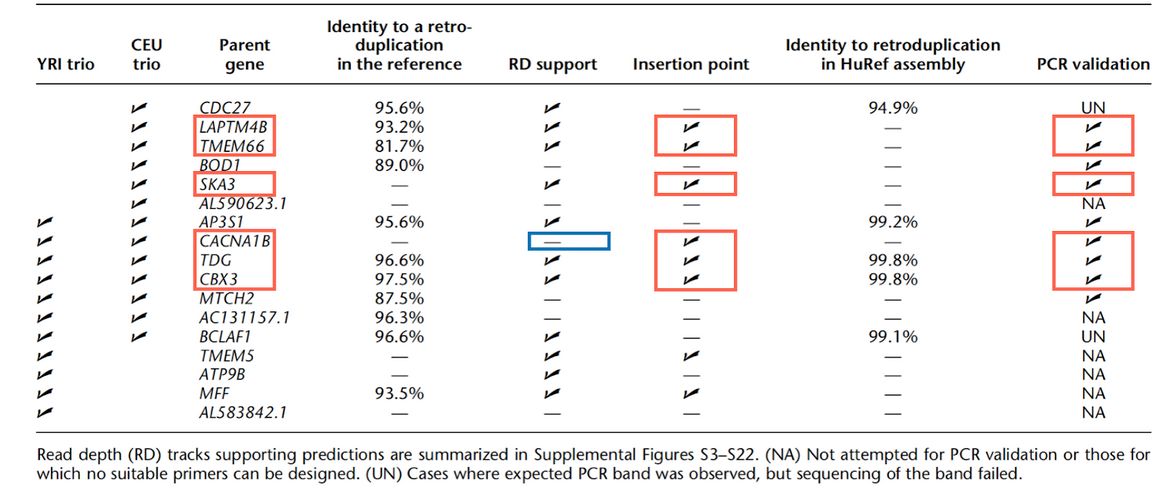 Identity to a retro-
CEU Parent duplication Identity to retroduplication
YRI trio trio gene in the reference RD support Insertion point in HuRef assembly PCR validation
✓ CDC27 95.6% ✓ — 94.9% UN
✓ LAPTM4B 93.2% ✓ ✓ — ✓
✓ TMEM66 81.7% ✓ ✓ — ✓
✓ BOD1 89.0% — — — ✓
✓ SKA3 — ✓ ✓ — ✓
✓ AL590623.1 — — — — NA
✓ ✓ AP3S1 95.6% ✓ — 99.2% ✓
✓ ✓ CACNA1B — — ✓ — ✓
✓ ✓ TDG 96.6% ✓ ✓ 99.8% ✓
✓ ✓ CBX3 97.5% ✓ ✓ 99.8% ✓
✓ ✓ MTCH2 87.5% — — — ✓
✓ ✓ AC131157.1 96.3% — — — NA
✓ ✓ BCLAF1 96.6% ✓ — 99.1% UN
✓ TMEM5 — ✓ ✓ — NA
✓ ATP9B — ✓ — — NA
✓ MFF 93.5% ✓ ✓ — NA
✓ AL583842.1 — — — — NA
Read depth (RD) tracks supporting predictions are summarized in Supplemental Figures S3–S22. (NA) Not attempted for PCR validation or those for
which no suitable primers can be designed. (UN) Cases where expected PCR band was observed, but sequencing of the band failed.